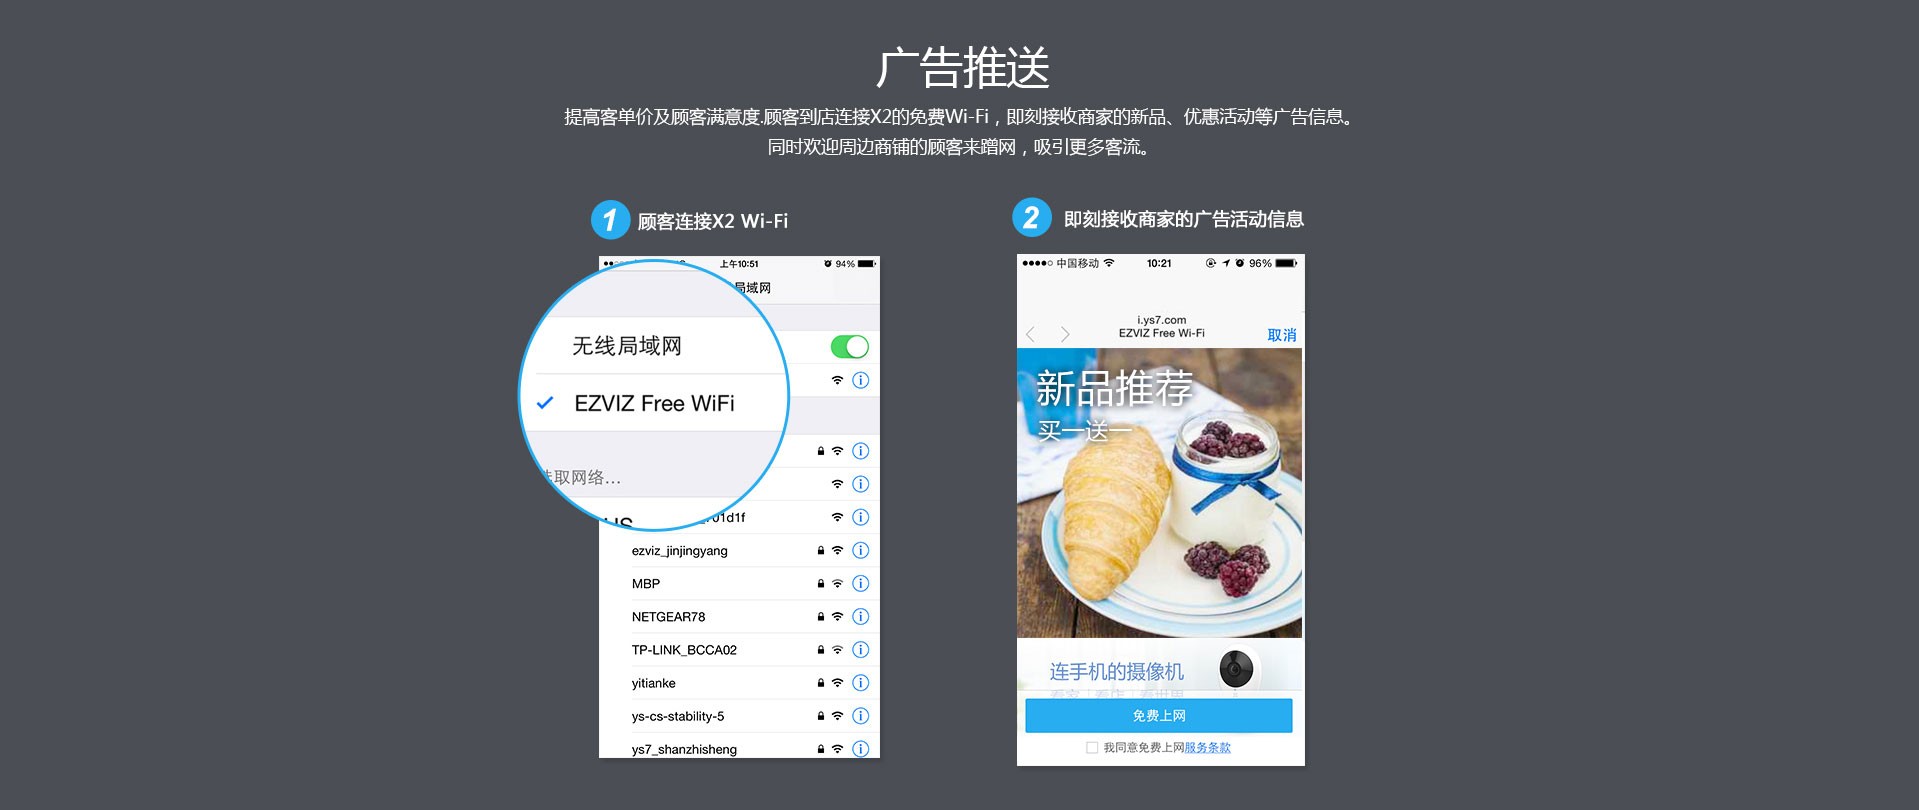 广告推送
提高客单价及顾客满意度.顾客到店连接X2的免费Wi-Fi，即刻接收商家的新品、优惠活动等广告信息。
同时欢迎周边商铺的顾客来蹭网，吸引更多客流。
1 顾客连接X2 Wi-Fi
上午10:51 94%
局域网
无线局域网
EZVIZ Free WiFi
取网络...
701d1f
ezviz_jinjingyang
MBP
NETGEAR78
TP-LINK_BCCA02
yitianke
ys-cs-stability-5
ys7_shanzhisheng
2 即刻接收商家的广告活动信息
中国移动 10:21 96%
i.ys7.com
EZVIZ Free Wi-Fi
取消
新品推荐
买一送一
连手机的摄像机
免费上网
我同意免费上网服务条款